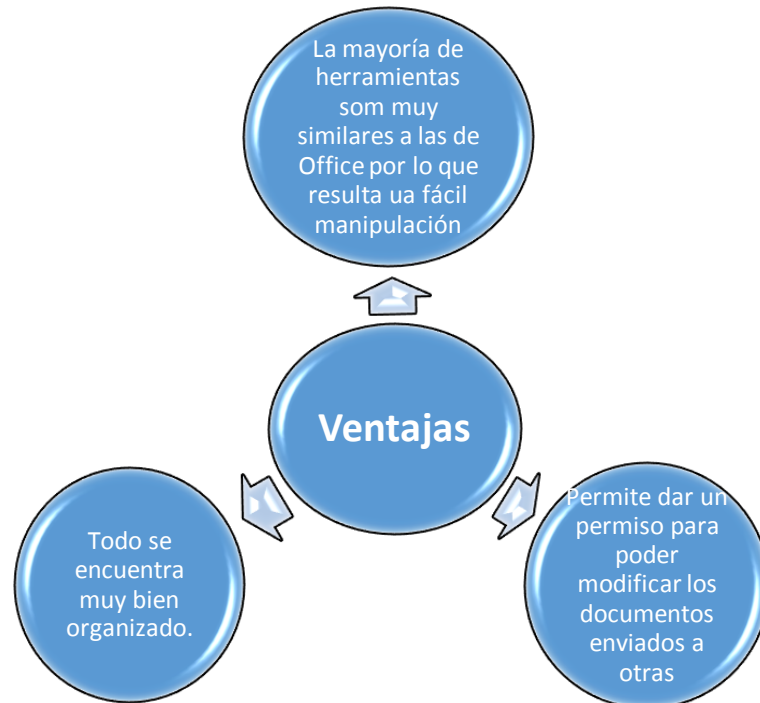 La mayoría de
herramientas
som muy
similares a las de
Office por lo que
resulta ua fácil
manipulación
Ventajas
Todo se
encuentra
muy bien
organizado.
Permite dar un
permiso para
poder
modificar los
documentos
enviados a
otras